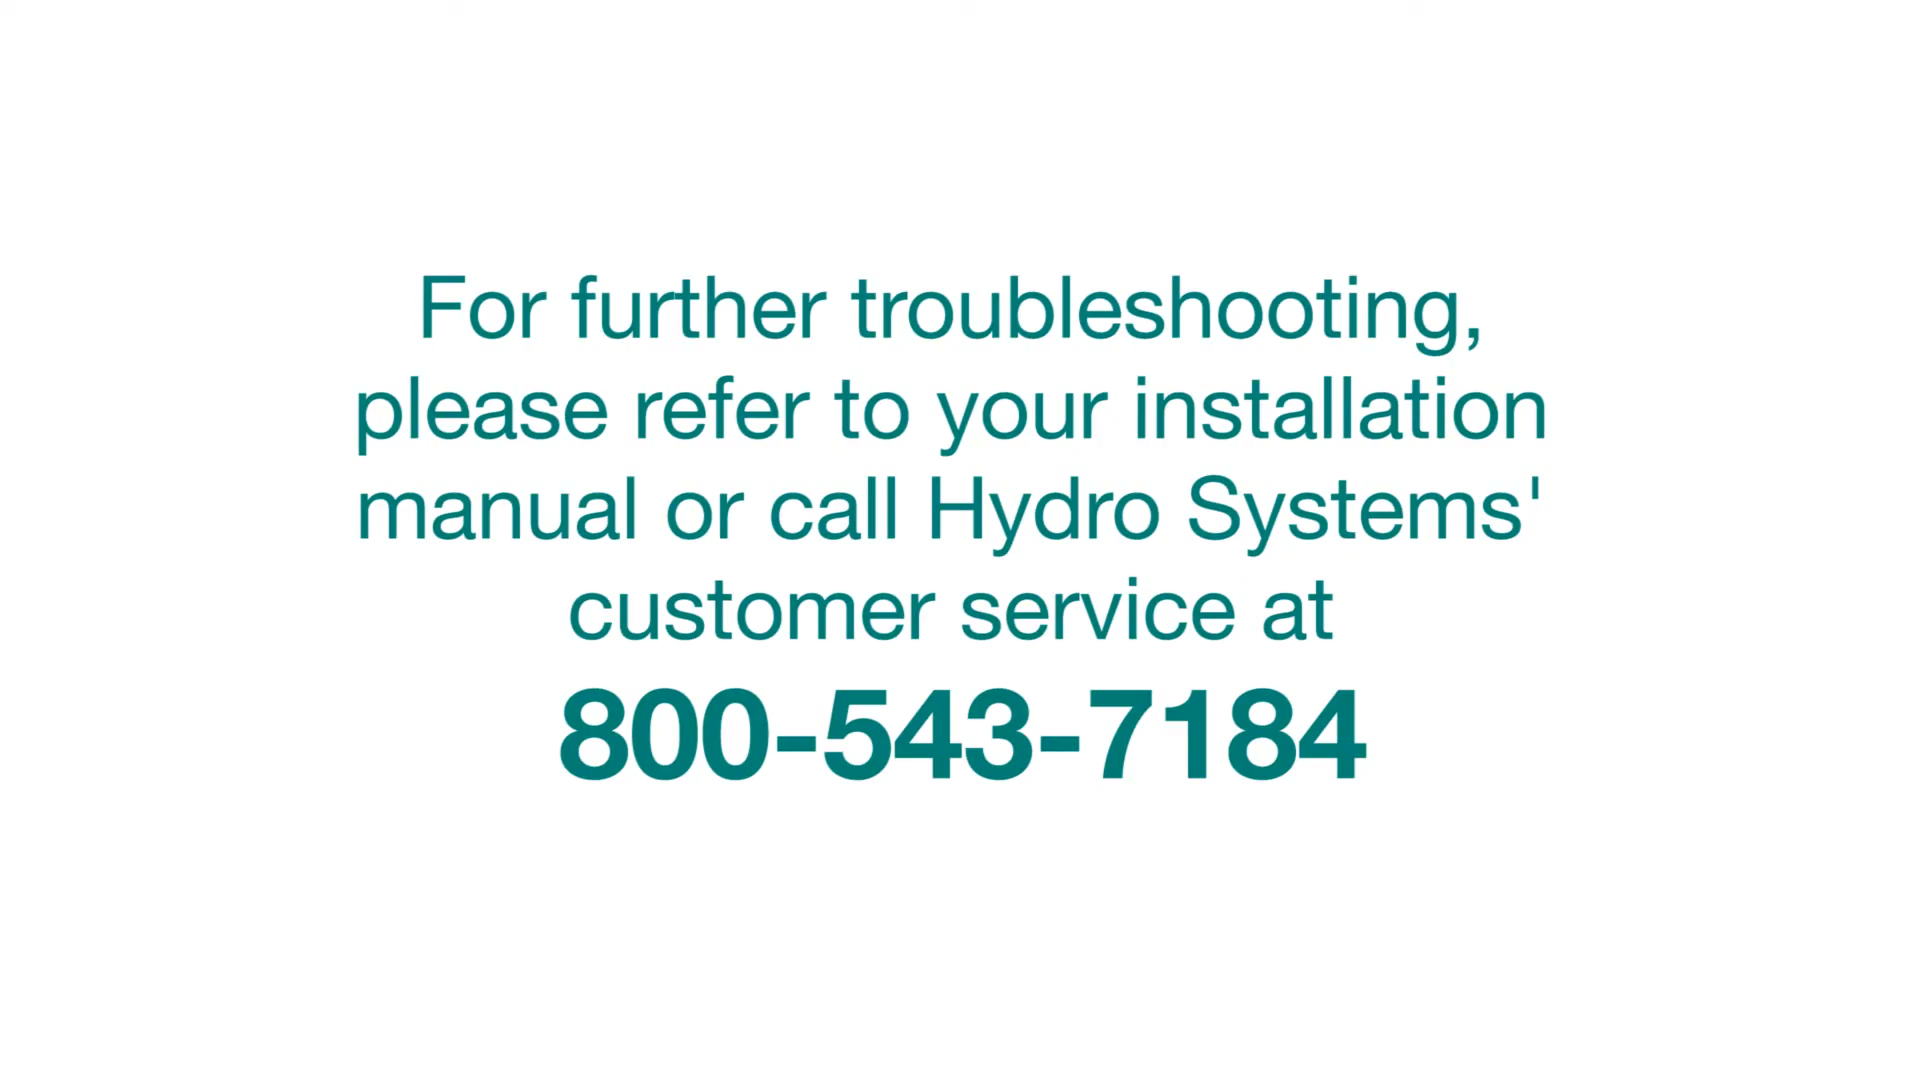 For further troubleshooting,
please refer to your installation
manual or call Hydro Systems'
customer service at
800-543-7184